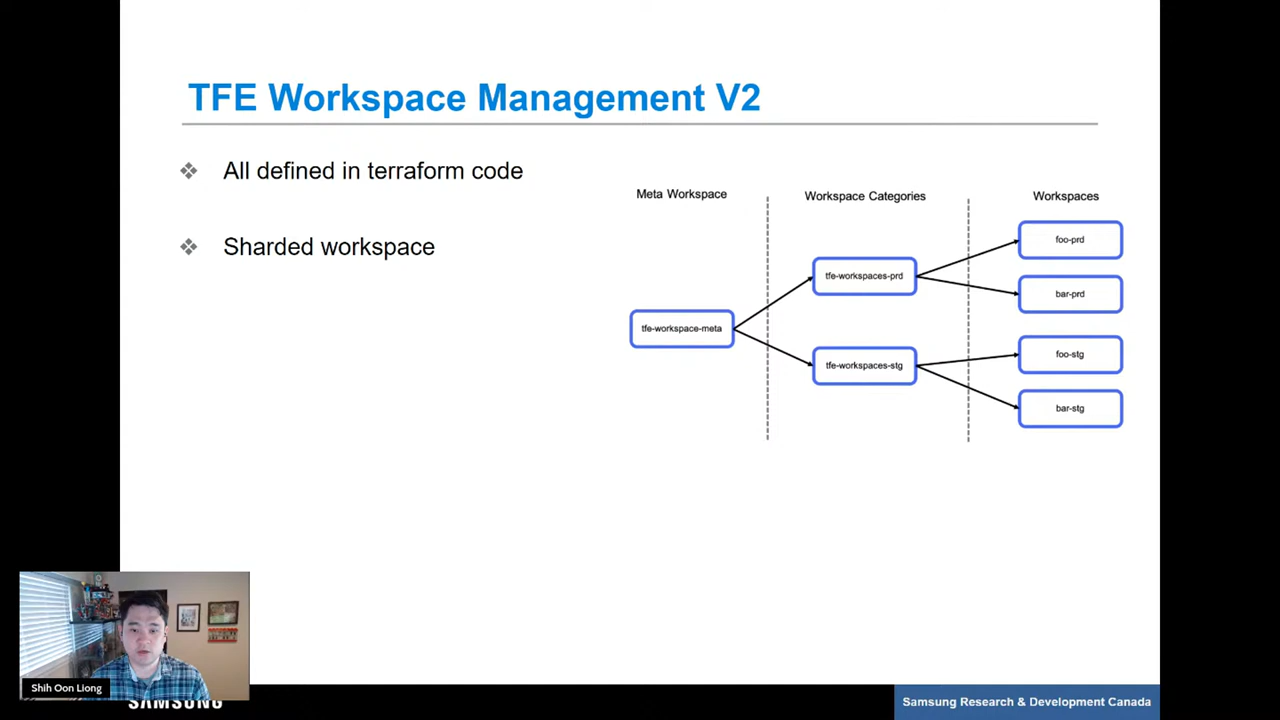 TFE Workspace Management V2
All defined in terraform code
Sharded workspace
Meta Workspace
Workspace Categories
Workspaces
tfe-workspace-meta
tfe-workspaces-prd
tfe-workspaces-stg
foo-prd
bar-prd
foo-stg
bar-stg
Shih Oon Liong
SAMSUNG
Samsung Research & Development Canada